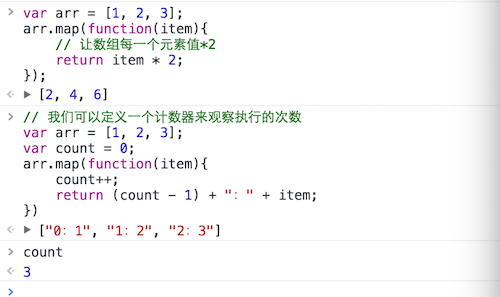 > var arr = [1, 2, 3];
arr.map(function(item){
    // 让数组每一个元素值*2
    return item * 2;
});
<· ▶ [2, 4, 6]
> // 我们可以定义一个计数器来观察执行的次数
var arr = [1, 2, 3];
var count = 0;
arr.map(function(item){
    count++;
    return (count - 1) + ": " + item;
})
<· ▶ ["0: 1", "1: 2", "2: 3"]
> count
<· 3
>